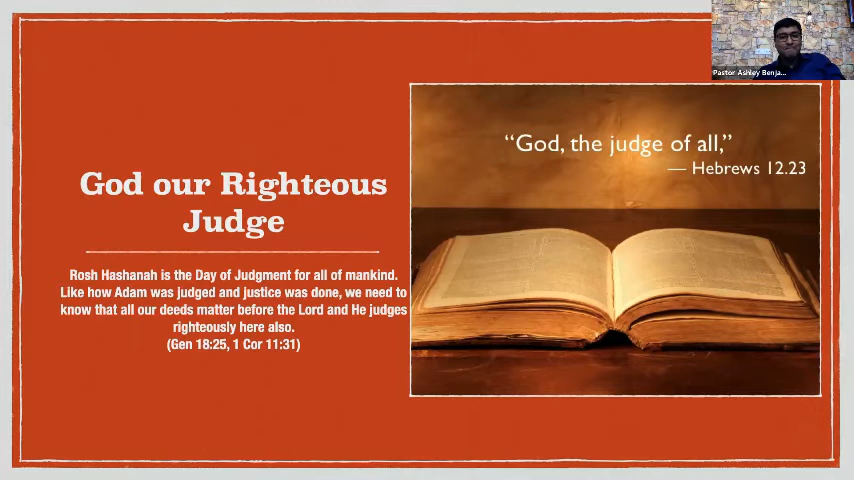 Pastor Ashley Benja...
“God, the judge of all,”
— Hebrews 12.23
God our Righteous
Judge
Rosh Hashanah is the Day of Judgment for all of mankind.
Like how Adam was judged and justice was done, we need to
know that all our deeds matter before the Lord and He judges
righteously here also.
(Gen 18:25, 1 Cor 11:31)